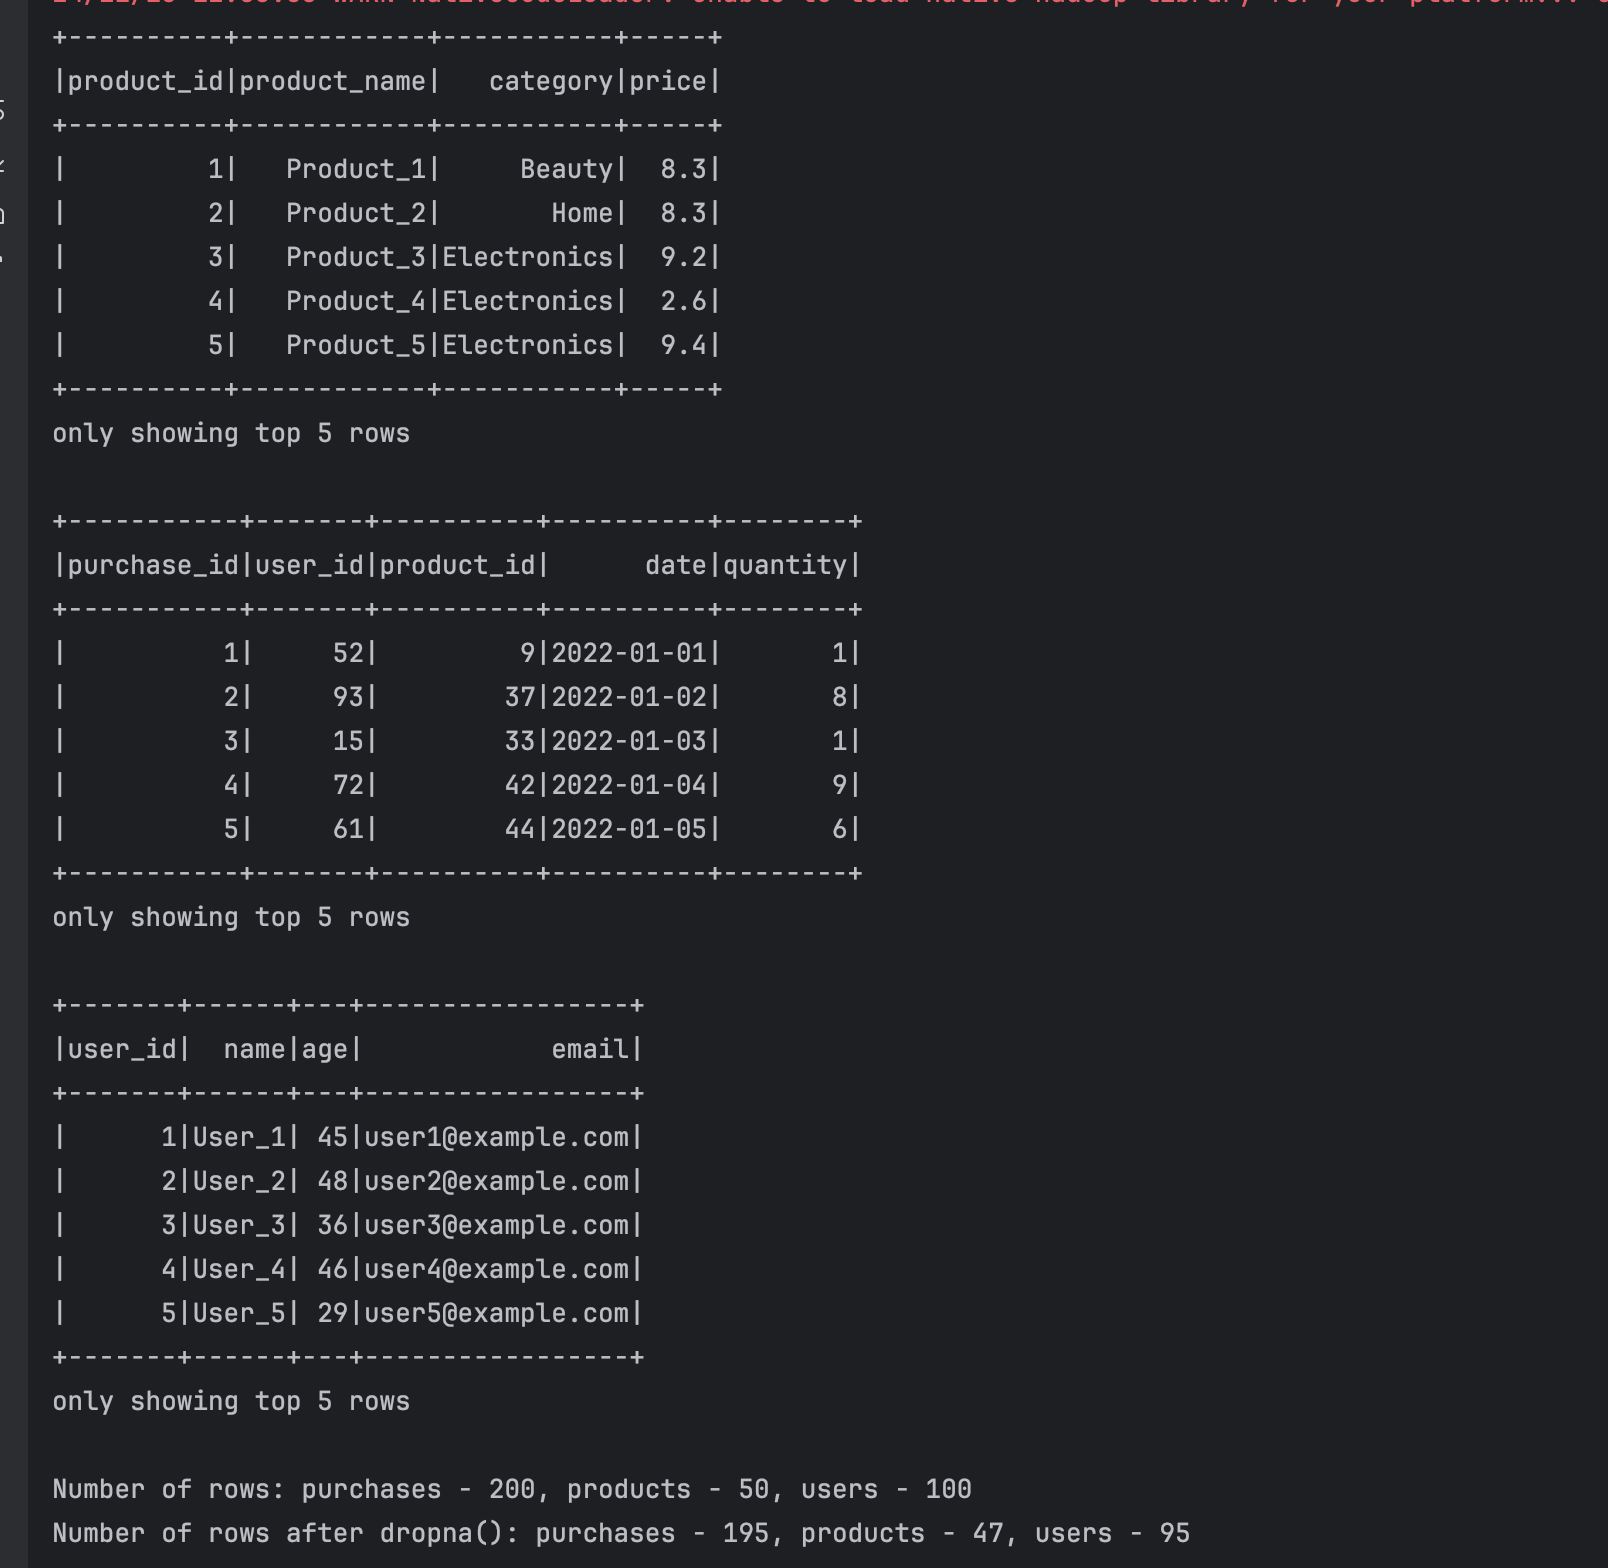 +----------+------------+-----------+-----+
|product_id|product_name|   category|price|
+----------+------------+-----------+-----+
|         1|   Product_1|     Beauty|  8.3|
|         2|   Product_2|       Home|  8.3|
|         3|   Product_3|Electronics|  9.2|
|         4|   Product_4|Electronics|  2.6|
|         5|   Product_5|Electronics|  9.4|
+----------+------------+-----------+-----+
only showing top 5 rows
+-----------+-------+----------+----------+--------+
|purchase_id|user_id|product_id|      date|quantity|
+-----------+-------+----------+----------+--------+
|          1|     52|         9|2022-01-01|       1|
|          2|     93|        37|2022-01-02|       8|
|          3|     15|        33|2022-01-03|       1|
|          4|     72|        42|2022-01-04|       9|
|          5|     61|        44|2022-01-05|       6|
+-----------+-------+----------+----------+--------+
only showing top 5 rows
+-------+------+---+-----------------+
|user_id|  name|age|            email|
+-------+------+---+-----------------+
|      1|User_1| 45|user1@example.com|
|      2|User_2| 48|user2@example.com|
|      3|User_3| 36|user3@example.com|
|      4|User_4| 46|user4@example.com|
|      5|User_5| 29|user5@example.com|
+-------+------+---+-----------------+
only showing top 5 rows
Number of rows: purchases - 200, products - 50, users - 100
Number of rows after dropna(): purchases - 195, products - 47, users - 95